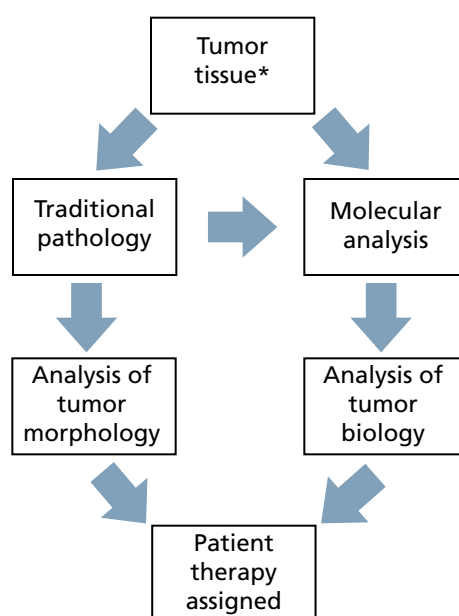 Tumor
tissue*
Traditional
pathology
Molecular
analysis
Analysis of
tumor
morphology
Analysis of
tumor
biology
Patient
therapy
assigned